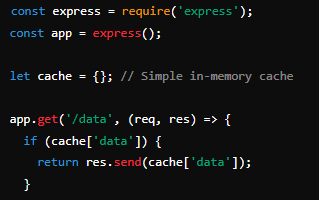 const express = require('express');
const app = express();
let cache = {}; // Simple in-memory cache
app.get('/data', (req, res) => {
if (cache['data']) {
return res.send(cache['data']);
}